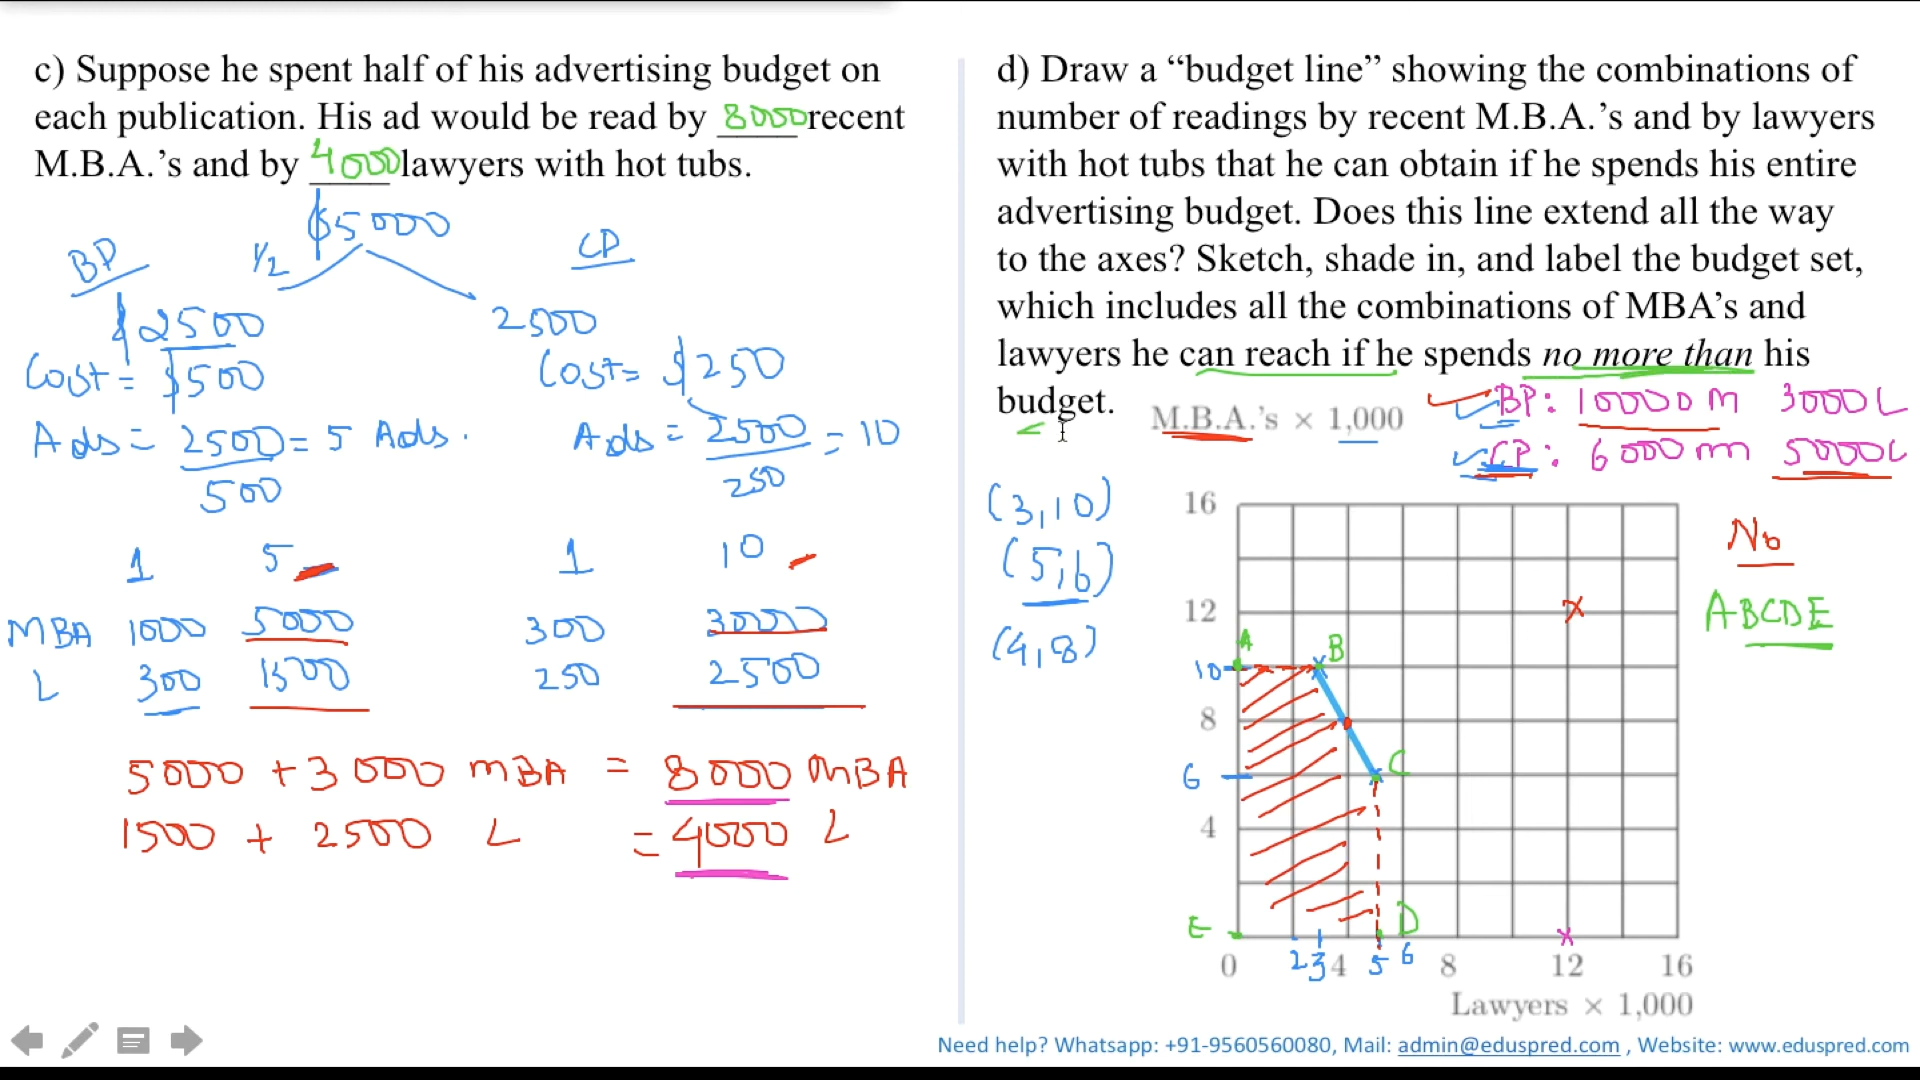 c) Suppose he spent half of his advertising budget on
each publication. His ad would be read by 8000 recent
M.B.A.'s and by 4000 lawyers with hot tubs.
$5000
BP 1/2 CP
$2500 2500
Cost = $500 Cost = $250
Ads = 2500/500 = 5 Ads. Ads = 2500/250 = 10
1 5 1 10
MBA 1000 5000 300 3000
L 300 1500 250 2500
5000 + 3000 MBA = 8000 MBA
1500 + 2500 L = 4000 L
d) Draw a “budget line” showing the combinations of
number of readings by recent M.B.A.’s and by lawyers
with hot tubs that he can obtain if he spends his entire
advertising budget. Does this line extend all the way
to the axes? Sketch, shade in, and label the budget set,
which includes all the combinations of MBA’s and
lawyers he can reach if he spends no more than his
budget.
M.B.A.'s × 1,000
BP: 10000 M 3000L
CP: 6000 m 5000L
(3,10)
(5,6)
(4,8)
No
ABCDE
16
12
A B
10
8
C
6
4
E D
0 2 3 4 5 6 8 12 16
Lawyers × 1,000
Need help? Whatsapp: +91-9560560080, Mail: admin@eduspred.com , Website: www.eduspred.com